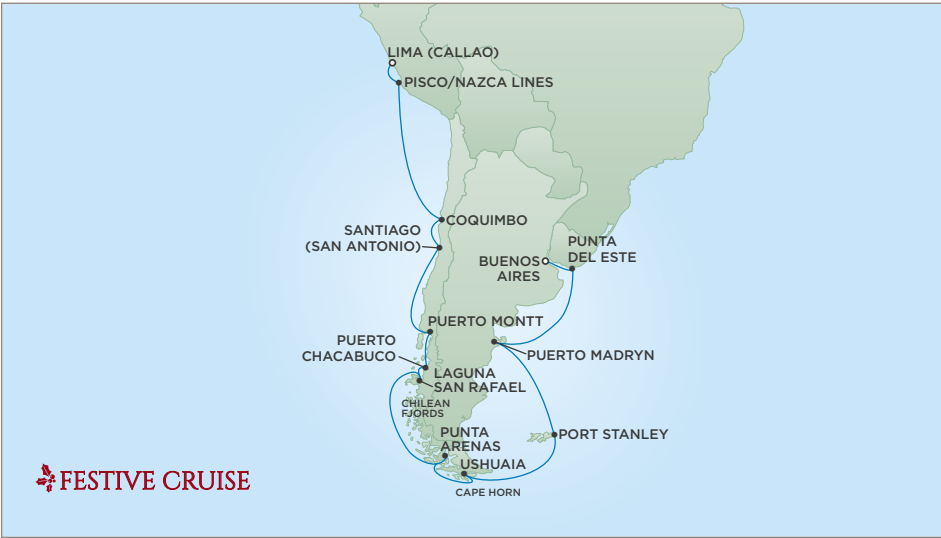 LIMA (CALLAO)
PISCO/NAZCA LINES
COQUIMBO
SANTIAGO
(SAN ANTONIO)
PUNTA
DEL ESTE
BUENOS
AIRES
PUERTO MONTT
PUERTO
CHACABUCO
PUERTO MADRYN
LAGUNA
SAN RAFAEL
CHILEAN
FJORDS
PUNTA
ARENAS
PORT STANLEY
USHUAIA
CAPE HORN
FESTIVE CRUISE